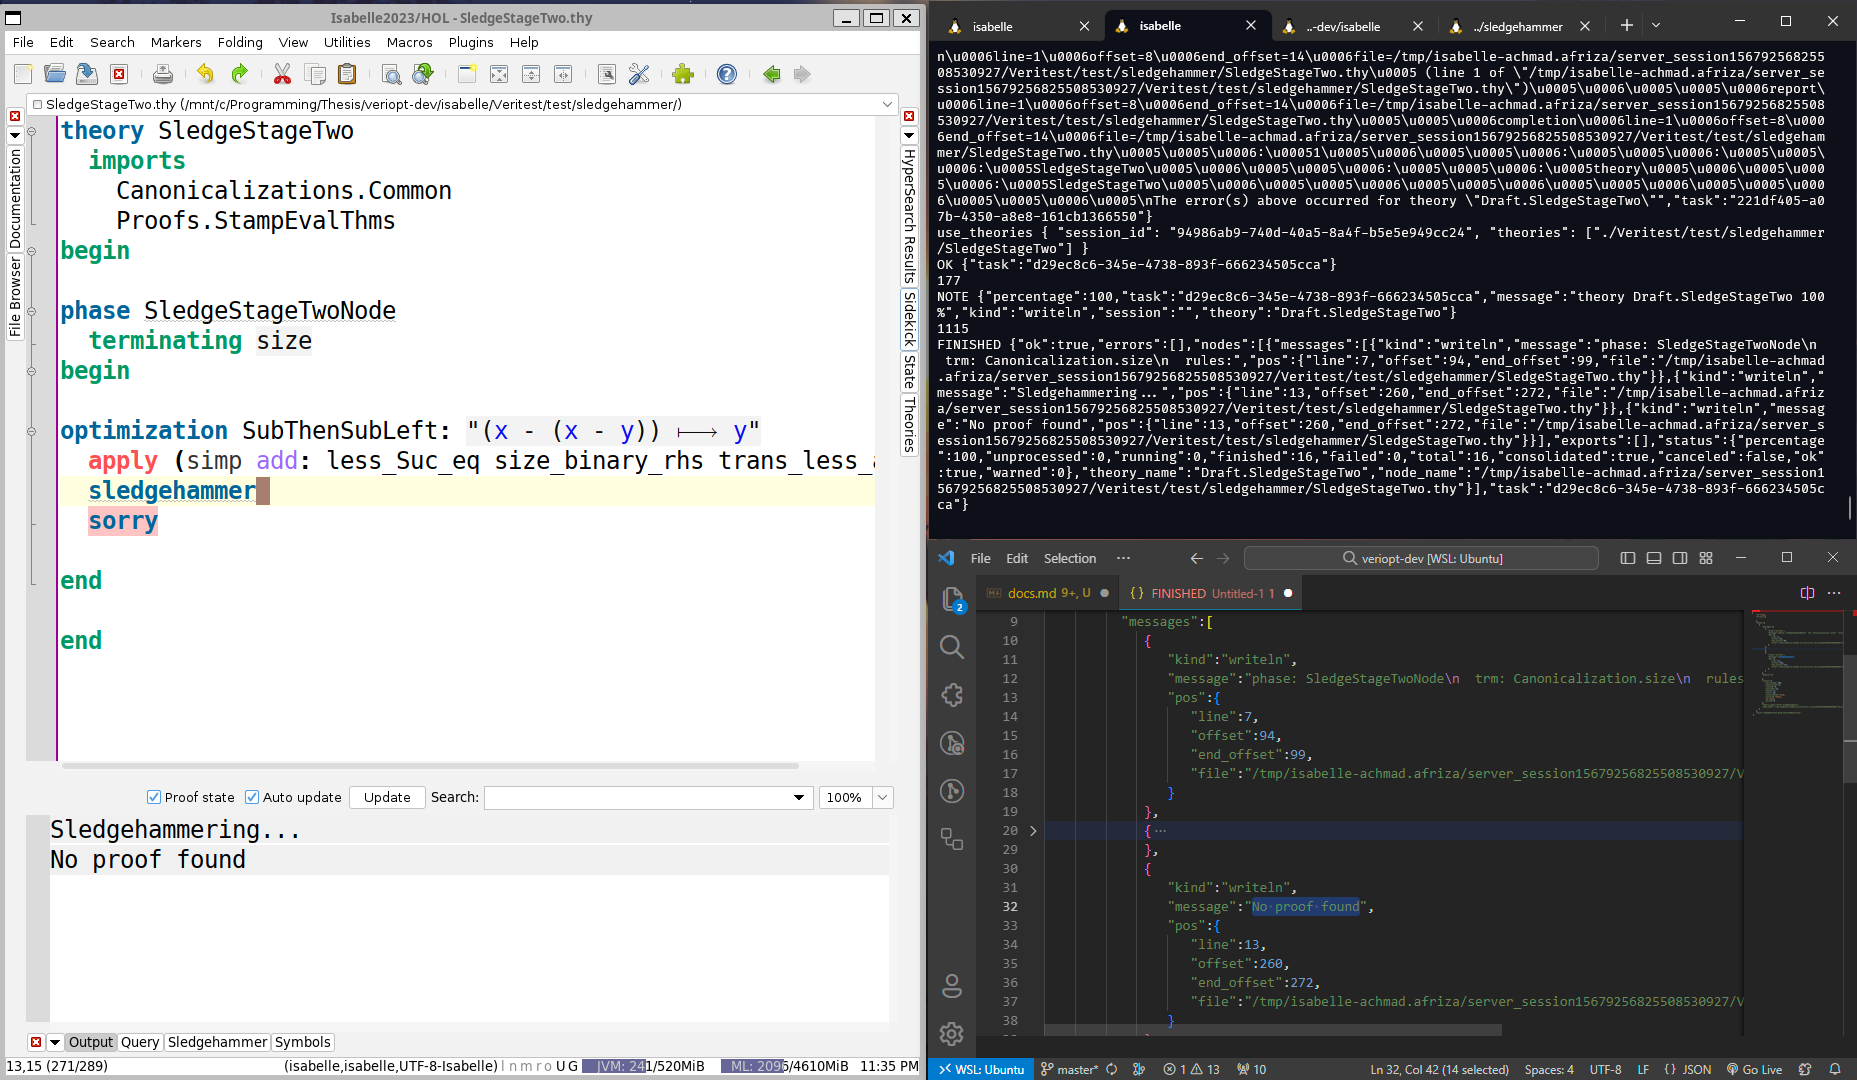 Isabelle2023/HOL - SledgeStageTwo.thy
File Edit Search Markers Folding View Utilities Macros Plugins Help
SledgeStageTwo.thy (/mnt/c/Programming/Thesis/veriopt-dev/isabelle/Veritest/test/sledgehammer/)
File Browser
Documentation
theory SledgeStageTwo
imports
Canonicalizations.Common
Proofs.StampEvalThms
begin
phase SledgeStageTwoNode
terminating size
begin
optimization SubThenSubLeft: "(x - (x - y)) ⟼ y"
apply (simp add: less_Suc_eq size_binary_rhs trans_less_
sledgehammer
sorry
end
end
HyperSearch Results
Sidekick
State
Theories
Proof state Auto update Update Search: 100%
Sledgehammering...
No proof found
Output Query Sledgehammer Symbols
13,15 (271/289) (isabelle,isabelle,UTF-8-Isabelle) l n m r o U G JVM: 241/520MiB ML: 2096/4610MiB 11:35 PM
isabelle isabelle ..-dev/isabelle ../sledgehammer
n\u0006line=1\u0006offset=8\u0006end_offset=14\u0006file=/tmp/isabelle-achmad.afriza/server_session156792568255
08530927/Veritest/test/sledgehammer/SledgeStageTwo.thy\u0005 (line 1 of \"/tmp/isabelle-achmad.afriza/server_se
ssion15679256825508530927/Veritest/test/sledgehammer/SledgeStageTwo.thy\")\u0005\u0006\u0005\u0005\u0006report\
u0006line=1\u0006offset=8\u0006end_offset=14\u0006file=/tmp/isabelle-achmad.afriza/server_session15679256825508
530927/Veritest/test/sledgehammer/SledgeStageTwo.thy\u0005\u0005\u0006completion\u0006line=1\u0006offset=8\u000
6end_offset=14\u0006file=/tmp/isabelle-achmad.afriza/server_session15679256825508530927/Veritest/test/sledgeham
mer/SledgeStageTwo.thy\u0005\u0005\u0006:\u00051\u0005\u0006\u0005\u0005\u0006:\u0005\u0005\u0006:\u0005\u0005\
u0006:\u0005SledgeStageTwo\u0005\u0006\u0005\u0005\u0006:\u0005\u0005\u0006:\u0005theory\u0005\u0006\u0005\u000
5\u0006:\u0005SledgeStageTwo\u0005\u0006\u0005\u0005\u0006\u0005\u0005\u0006\u0005\u0005\u0006\u0005\u0005\u000
6\u0005\u0005\u0006\u0005\nThe error(s) above occurred for theory \"Draft.SledgeStageTwo\"","task":"221df405-a0
7b-4350-a8e8-161cb1366550"}
use_theories { "session_id": "94986ab9-740d-40a5-8a4f-b5e5e949cc24", "theories": ["./Veritest/test/sledgehammer
/SledgeStageTwo"] }
OK {"task":"d29ec8c6-345e-4738-893f-666234505cca"}
177
NOTE {"percentage":100,"task":"d29ec8c6-345e-4738-893f-666234505cca","message":"theory Draft.SledgeStageTwo 100
%","kind":"writeln","session":"","theory":"Draft.SledgeStageTwo"}
1115
FINISHED {"ok":true,"errors":[],"nodes":[{"messages":[{"kind":"writeln","message":"phase: SledgeStageTwoNode\n
trm: Canonicalization.size\n  rules:","pos":{"line":7,"offset":94,"end_offset":99,"file":"/tmp/isabelle-achmad
.afriza/server_session15679256825508530927/Veritest/test/sledgehammer/SledgeStageTwo.thy"}},{"kind":"writeln","
message":"Sledgehammering...","pos":{"line":13,"offset":260,"end_offset":272,"file":"/tmp/isabelle-achmad.afriz
a/server_session15679256825508530927/Veritest/test/sledgehammer/SledgeStageTwo.thy"}},{"kind":"writeln","messag
e":"No proof found","pos":{"line":13,"offset":260,"end_offset":272,"file":"/tmp/isabelle-achmad.afriza/server_s
ession15679256825508530927/Veritest/test/sledgehammer/SledgeStageTwo.thy"}}],"exports":[],"status":{"percentage
":100,"unprocessed":0,"running":0,"finished":16,"failed":0,"total":16,"consolidated":true,"canceled":false,"ok"
:true,"warned":0},"theory_name":"Draft.SledgeStageTwo","node_name":"/tmp/isabelle-achmad.afriza/server_session1
5679256825508530927/Veritest/test/sledgehammer/SledgeStageTwo.thy"}],"task":"d29ec8c6-345e-4738-893f-666234505c
ca"}
File Edit Selection ··· veriopt-dev [WSL: Ubuntu]
2
docs.md 9+, U {} FINISHED Untitled-1 1
9 "messages":[
10 {
11 "kind":"writeln",
12 "message":"phase: SledgeStageTwoNode\n  trm: Canonicalization.size\n  rules
13 "pos":{
14 "line":7,
15 "offset":94,
16 "end_offset":99,
17 "file":"/tmp/isabelle-achmad.afriza/server_session15679256825508530927/V
18 }
19 },
20 { ···
29 },
30 {
31 "kind":"writeln",
32 "message":"No proof found",
33 "pos":{
34 "line":13,
35 "offset":260,
36 "end_offset":272,
37 "file":"/tmp/isabelle-achmad.afriza/server_session15679256825508530927/V
38 }
WSL: Ubuntu master* 1 13 10 Ln 32, Col 42 (14 selected) Spaces: 4 UTF-8 LF {} JSON Go Live